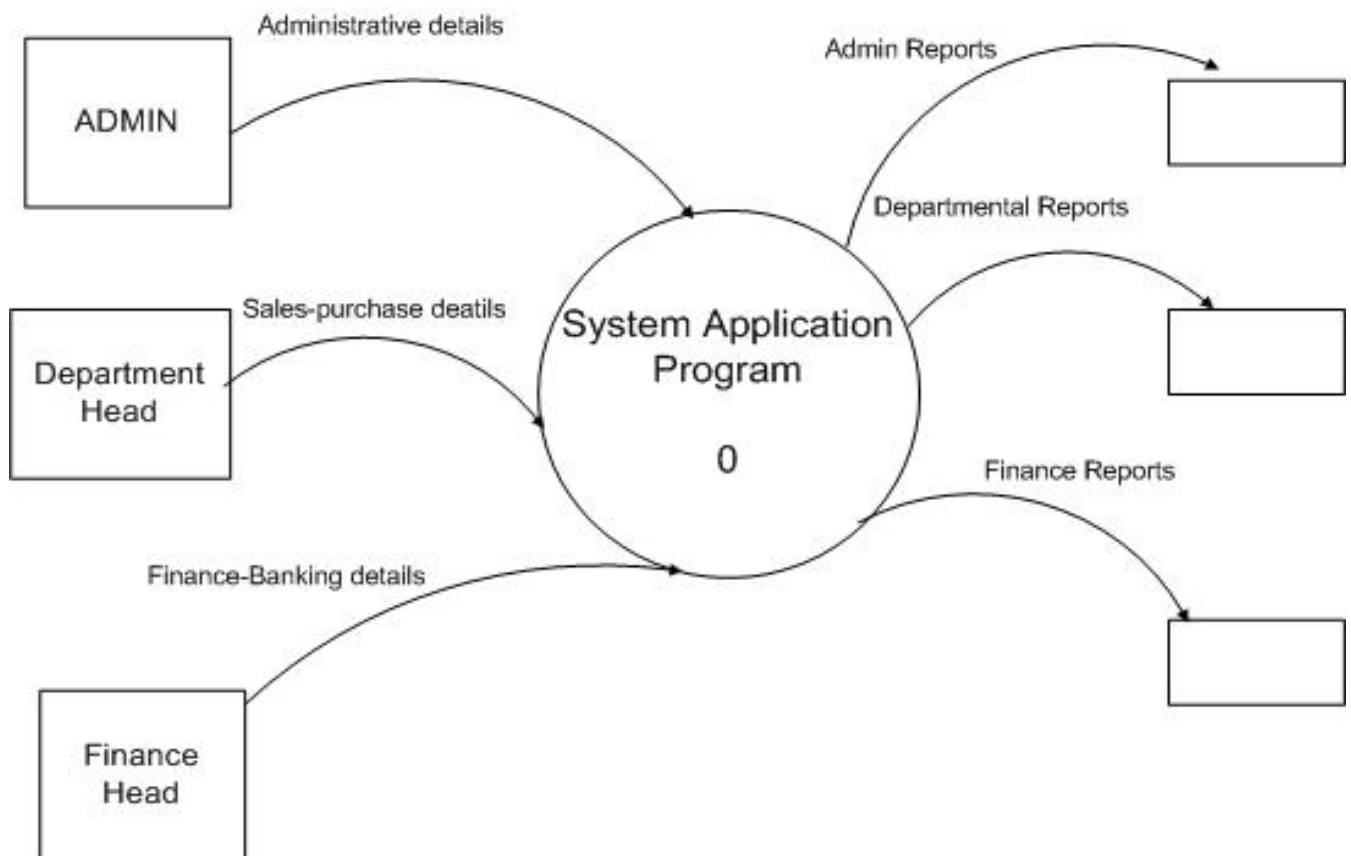 Administrative details
Admin Reports
ADMIN
Departmental Reports
Sales-purchase deatils
System Application
Program
Department
Head
0
Finance Reports
Finance-Banking details
Finance
Head